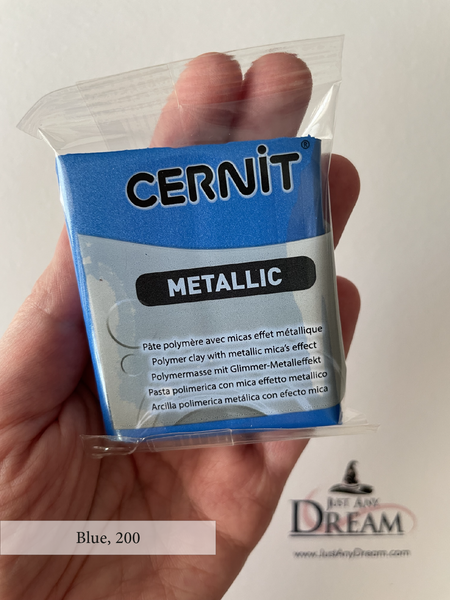 CERNiT®
METALLIC
Pâte polymère avec micas effet métallique
Polymer clay with metallic mica's effect
Polymermasse mit Glimmer-Metalleffekt
Pasta polimerica con mica effetto metallico
Arcilla polimerica metálica con efecto mica
Blue, 200
JUST ANY
DREAM
www.JustAnyDream.com